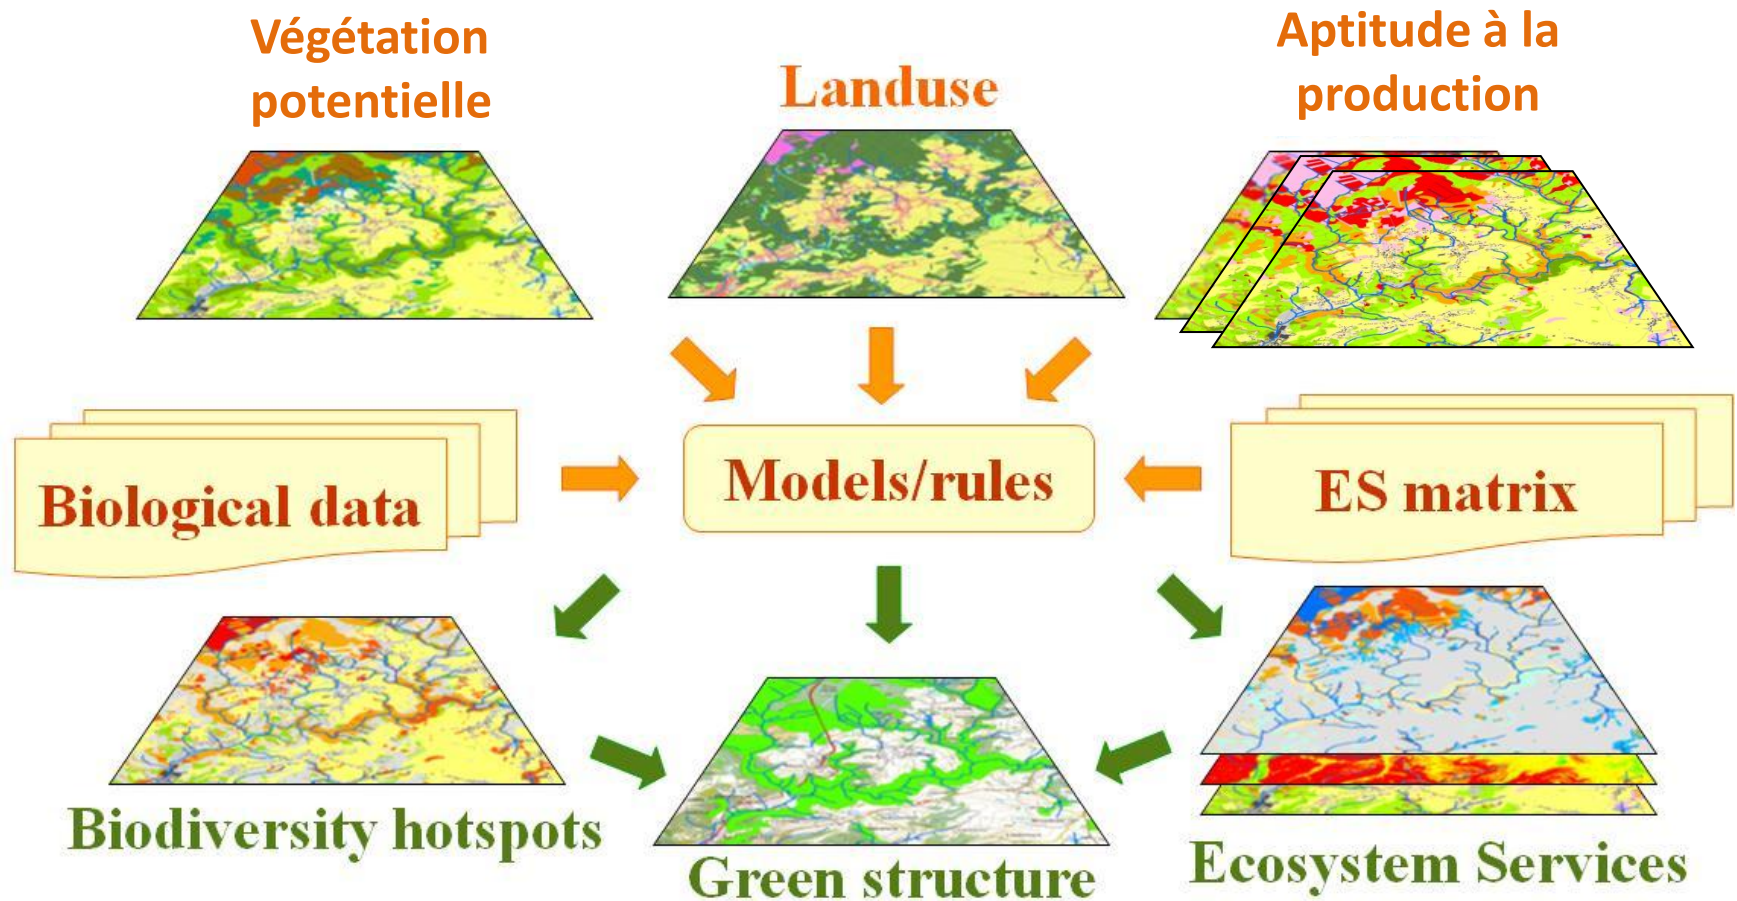 Végétation
potentielle
Landuse
Aptitude à la
production
Biological data
Models/rules
ES matrix
Biodiversity hotspots
Green structure
Ecosystem Services